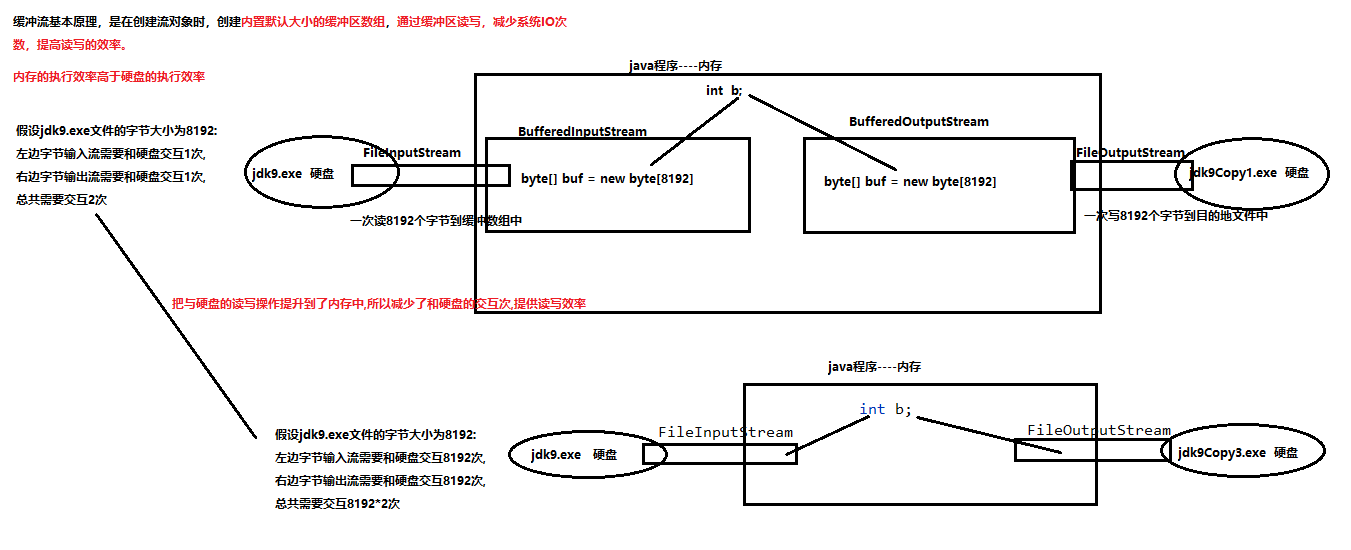 缓冲流基本原理，是在创建流对象时，创建内置默认大小的缓冲区数组，通过缓冲区读写，减少系统IO次
数，提高读写的效率。
内存的执行效率高于硬盘的执行效率
java程序----内存
int b;
假设jdk9.exe文件的字节大小为8192:
左边字节输入流需要和硬盘交互1次,
右边字节输出流需要和硬盘交互1次,
总共需要交互2次
jdk9.exe 硬盘
FileInputStream
BufferedInputStream
byte[] buf = new byte[8192]
一次读8192个字节到缓冲数组中
BufferedOutputStream
byte[] buf = new byte[8192]
FileOutputStream
jdk9Copy1.exe 硬盘
一次写8192个字节到目的地文件中
把与硬盘的读写操作提升到了内存中,所以减少了和硬盘的交互次,提供读写效率
java程序----内存
int b;
假设jdk9.exe文件的字节大小为8192:
左边字节输入流需要和硬盘交互8192次,
右边字节输出流需要和硬盘交互8192次,
总共需要交互8192*2次
jdk9.exe 硬盘
FileInputStream
FileOutputStream
jdk9Copy3.exe 硬盘